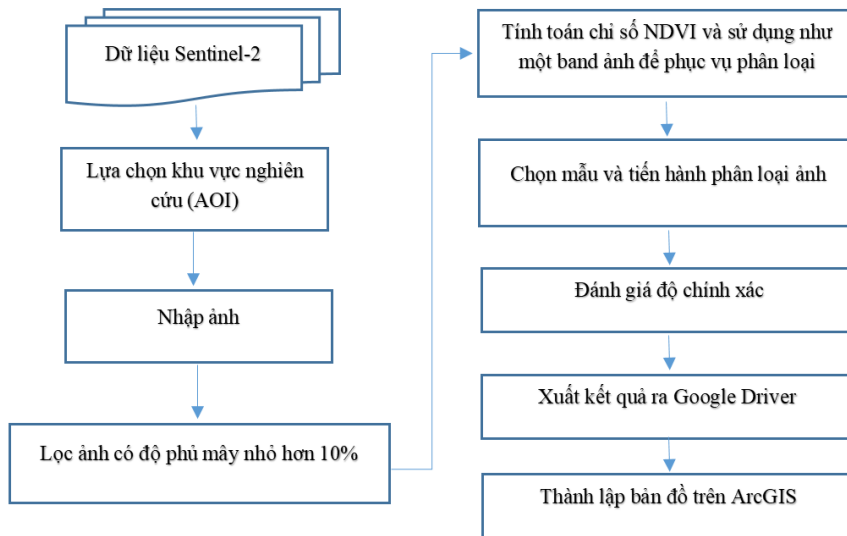 Dữ liệu Sentinel-2
Lựa chọn khu vực nghiên
cứu (AOI)
Nhập ảnh
Lọc ảnh có độ phủ mây nhỏ hơn 10%
Tính toán chỉ số NDVI và sử dụng như
một band ảnh để phục vụ phân loại
Chọn mẫu và tiến hành phân loại ảnh
Đánh giá độ chính xác
Xuất kết quả ra Google Driver
Thành lập bản đồ trên ArcGIS